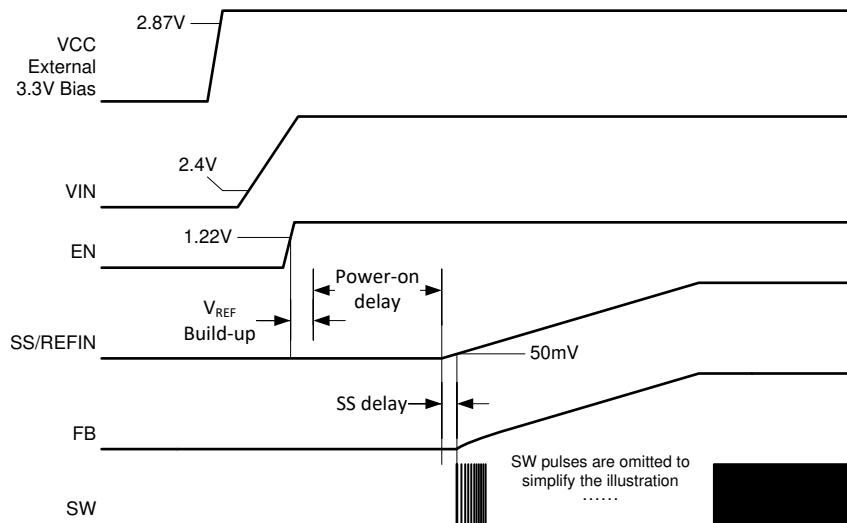 2.87V
VCC
External
3.3V Bias
2.4V
VIN
1.22V
EN
Power-on
delay
VREF
Build-up
SS/REFIN
50mV
SS delay
FB
SW pulses are omitted to
simplify the illustration
......
SW